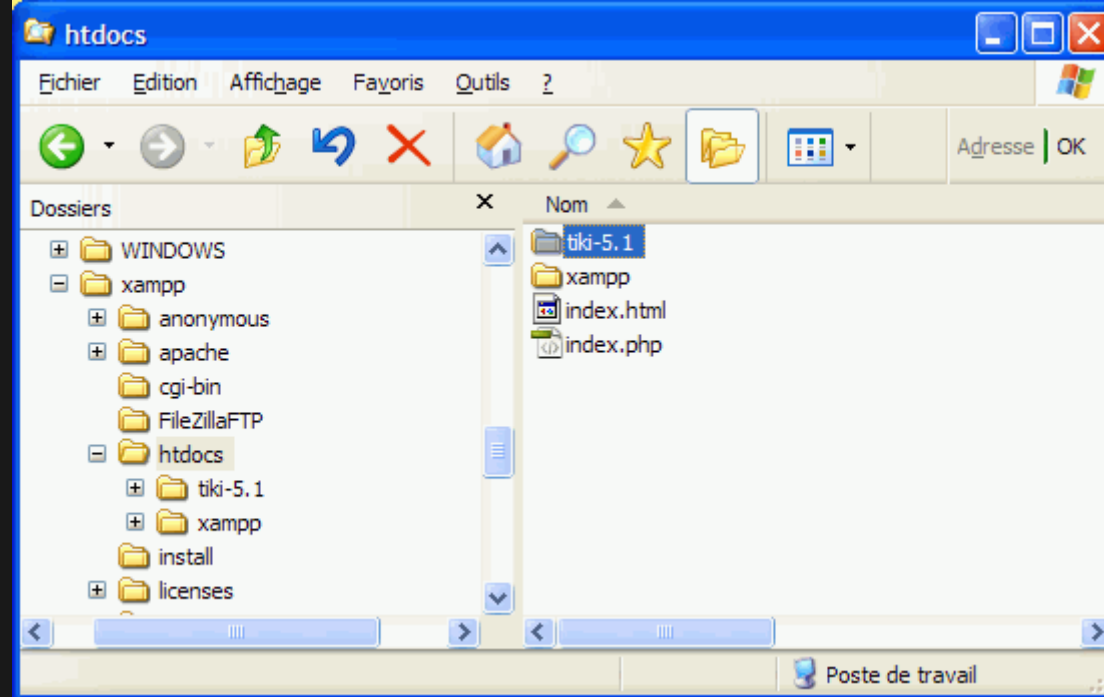 htdocs
Fichier Edition Affichage Favoris Outils ?
Adresse OK
Dossiers
Nom
WINDOWS
xampp
anonymous
apache
cgi-bin
FileZillaFTP
htdocs
tiki-5.1
xampp
install
licenses
tiki-5.1
xampp
index.html
index.php
Poste de travail